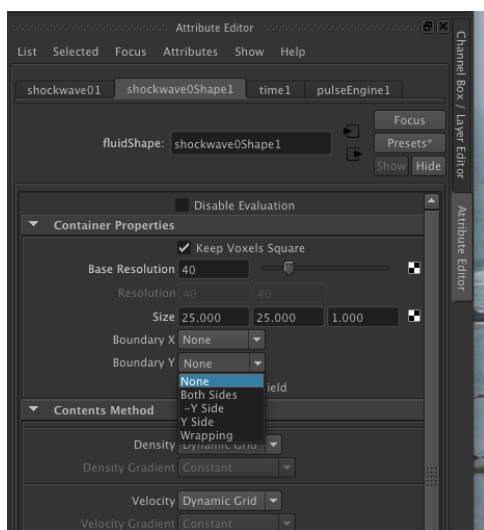 Attribute Editor
List Selected Focus Attributes Show Help
shockwave01 shockwave0Shape1 time1 pulseEngine1
Focus
fluidShape: shockwave0Shape1 Presets*
Show Hide
Disable Evaluation
Container Properties
Keep Voxels Square
Base Resolution 40
Resolution 40 40
Size 25.000 25.000 1.000
Boundary X None
Boundary Y None
None
Both Sides
-Y Side
Y Side
Wrapping
Contents Method
Density Dynamic Grid
Density Gradient Constant
Velocity Dynamic Grid
Velocity Gradient Constant
Channel Box / Layer Editor
Attribute Editor